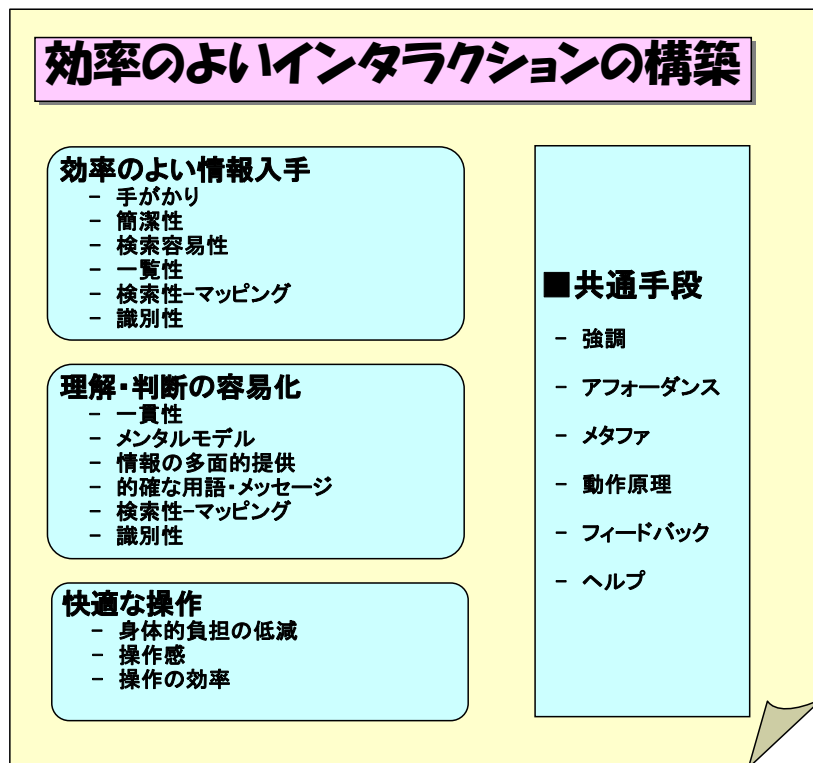 効率のよいインタラクションの構築
効率のよい情報入手
− 手がかり
− 簡潔性
− 検索容易性
− 一覧性
− 検索性−マッピング
− 識別性
理解・判断の容易化
− 一貫性
− メンタルモデル
− 情報の多面的提供
− 的確な用語・メッセージ
− 検索性−マッピング
− 識別性
快適な操作
− 身体的負担の低減
− 操作感
− 操作の効率
■共通手段
− 強調
− アフォーダンス
− メタファ
− 動作原理
− フィードバック
− ヘルプ